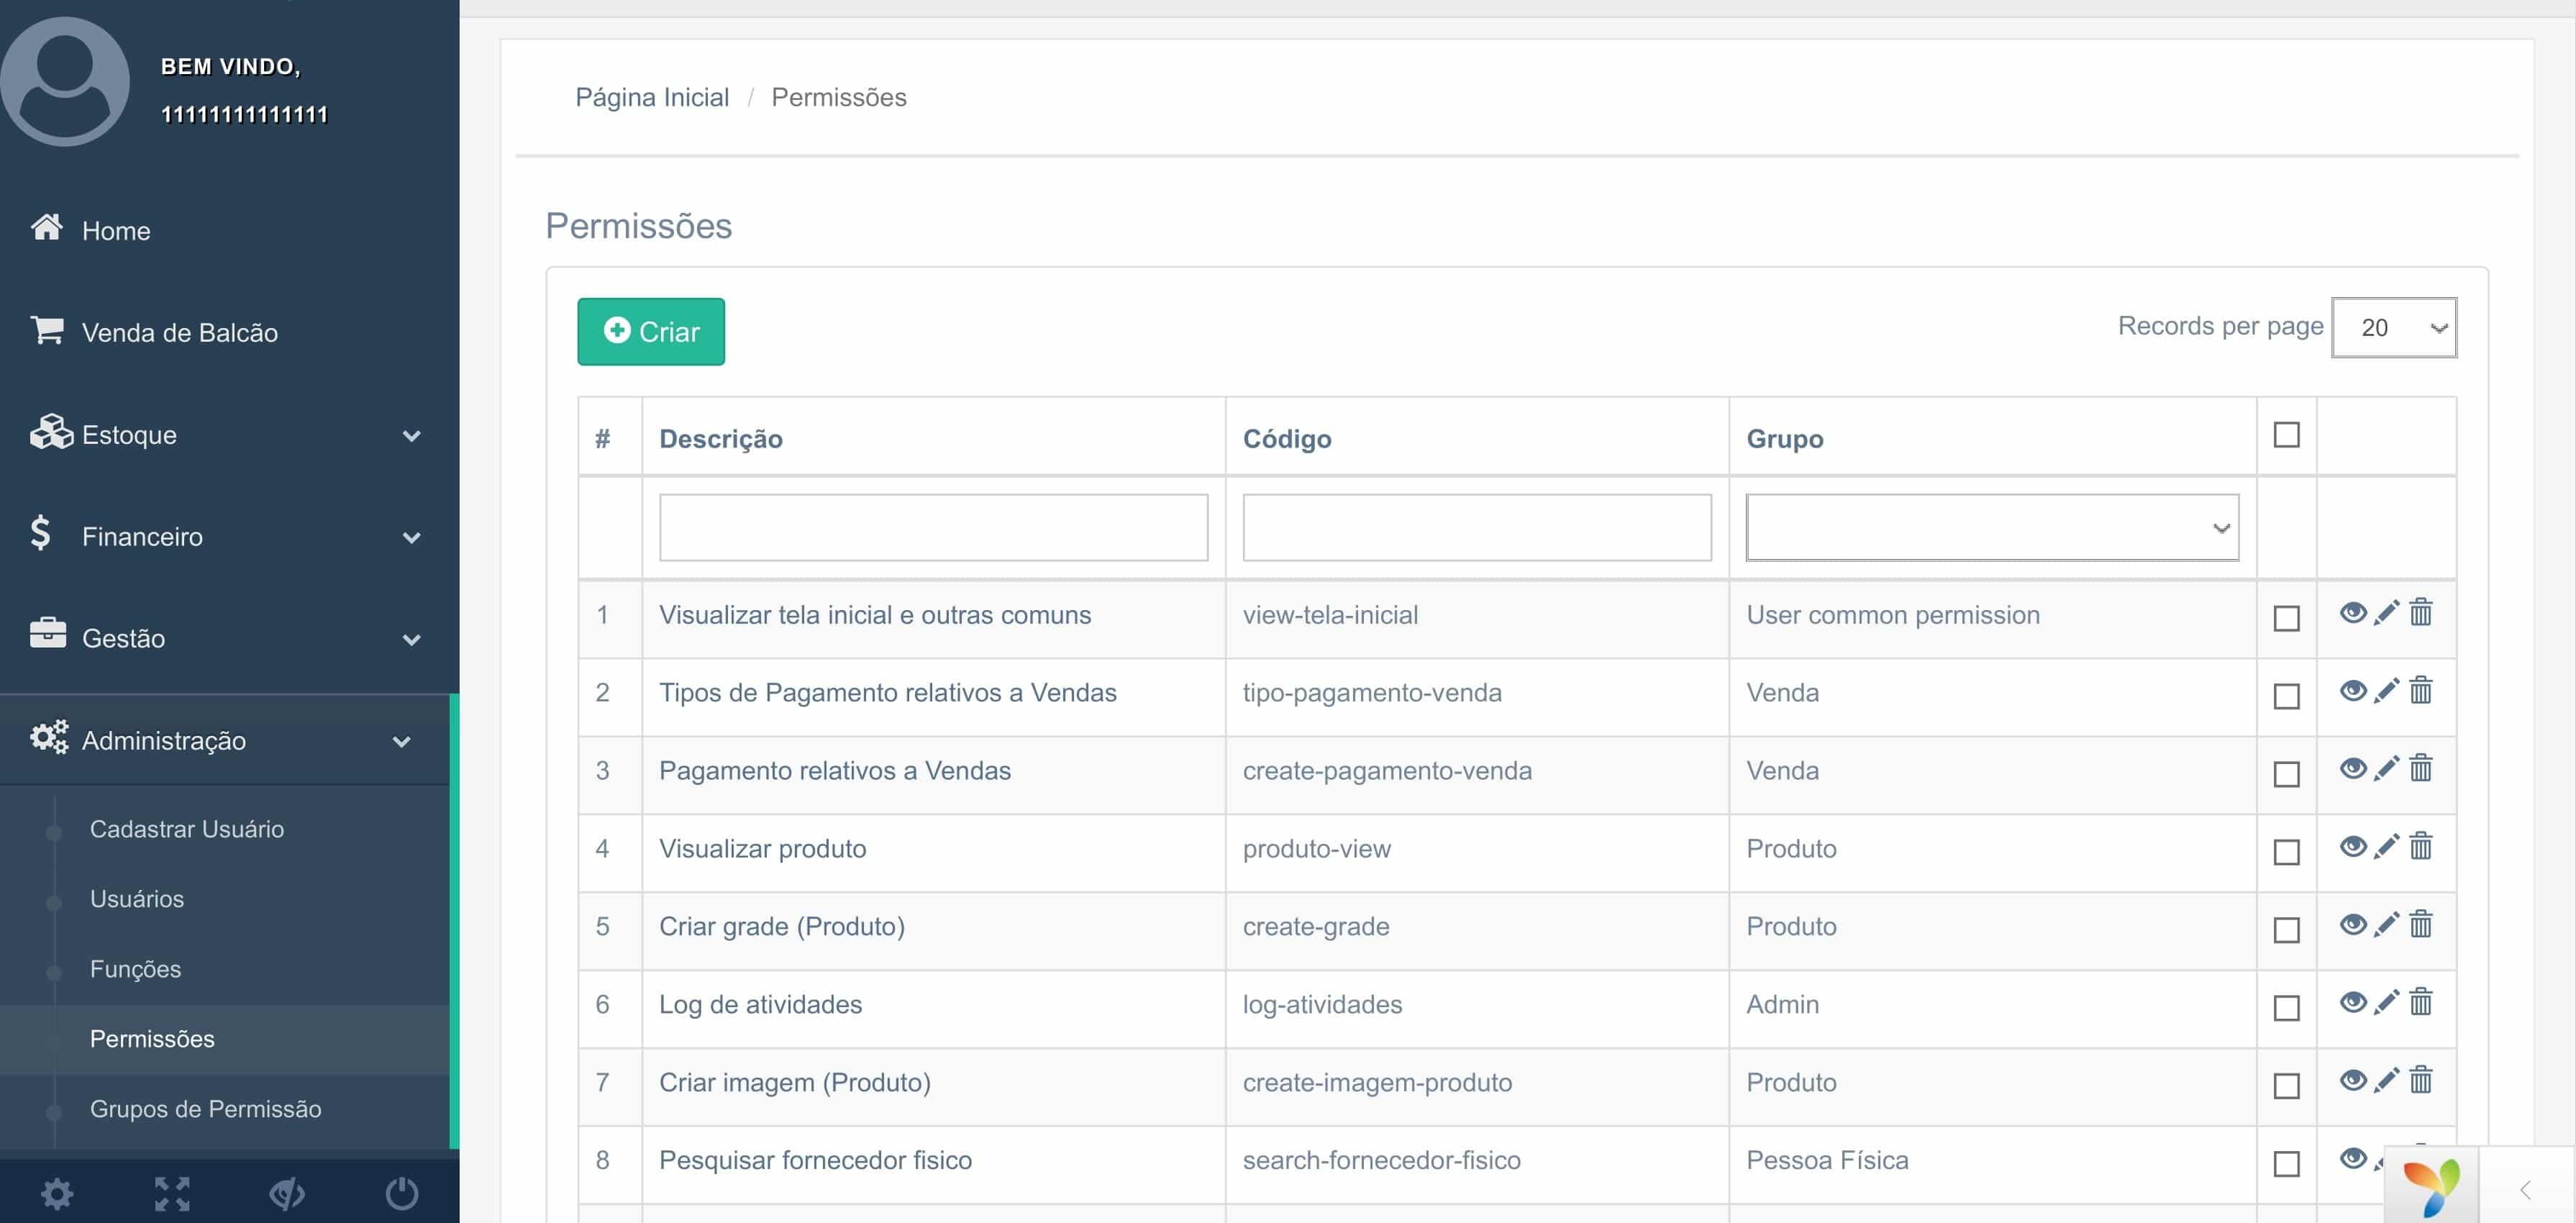 BEM VINDO,
11111111111111
Home
Venda de Balcão
Estoque
Financeiro
Gestão
Administração
Cadastrar Usuário
Usuários
Funções
Permissões
Grupos de Permissão
Página Inicial / Permissões
Permissões
Criar
Records per page 20
# Descrição Código Grupo
1 Visualizar tela inicial e outras comuns view-tela-inicial User common permission
2 Tipos de Pagamento relativos a Vendas tipo-pagamento-venda Venda
3 Pagamento relativos a Vendas create-pagamento-venda Venda
4 Visualizar produto produto-view Produto
5 Criar grade (Produto) create-grade Produto
6 Log de atividades log-atividades Admin
7 Criar imagem (Produto) create-imagem-produto Produto
8 Pesquisar fornecedor fisico search-fornecedor-fisico Pessoa Física